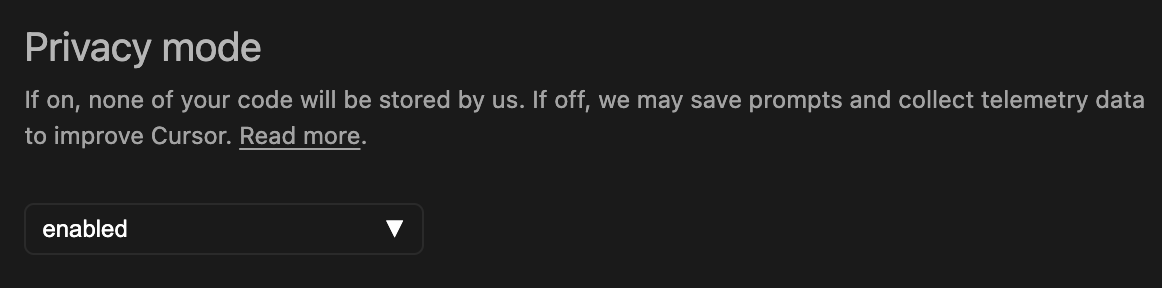 Privacy mode
If on, none of your code will be stored by us. If off, we may save prompts and collect telemetry data
to improve Cursor. Read more.
enabled